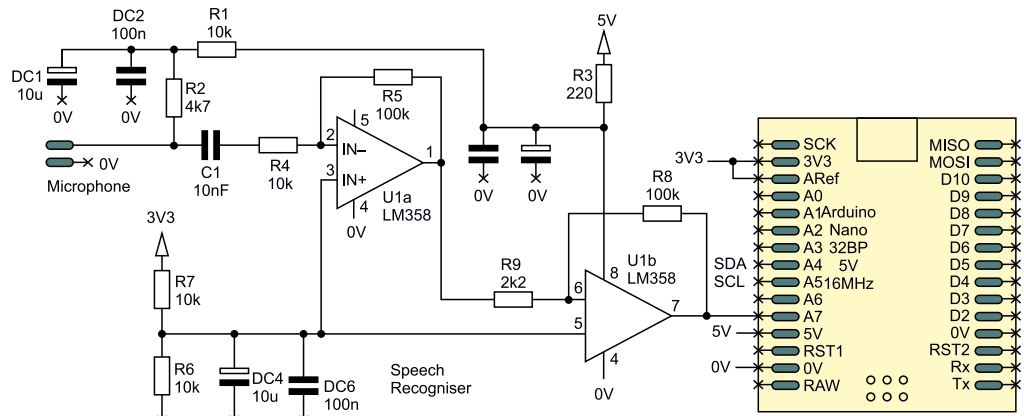 DC2
100n
R1
10k
5V
DC1
10u
0V
0V
R2
4k7
R5
100k
R3
220
5
2
IN−
3
IN+
1
4
0V
U1a
LM358
0V
0V
C1
10nF
R4
10k
0V
Microphone
3V3
R7
10k
R6
10k
DC4
10u
DC6
100n
Speech
Recogniser
R9
2k2
R8
100k
U1b
LM358
8
6
5
7
4
0V
3V3
SDA
SCL
5V
0V
SCK
3V3
ARef
A0
A1 Arduino
A2 Nano
A3 32BP
A4 5V
A5 16MHz
A6
A7
5V
RST1
0V
RAW
MISO
MOSI
D10
D9
D8
D7
D6
D5
D4
D3
D2
0V
RST2
Rx
Tx